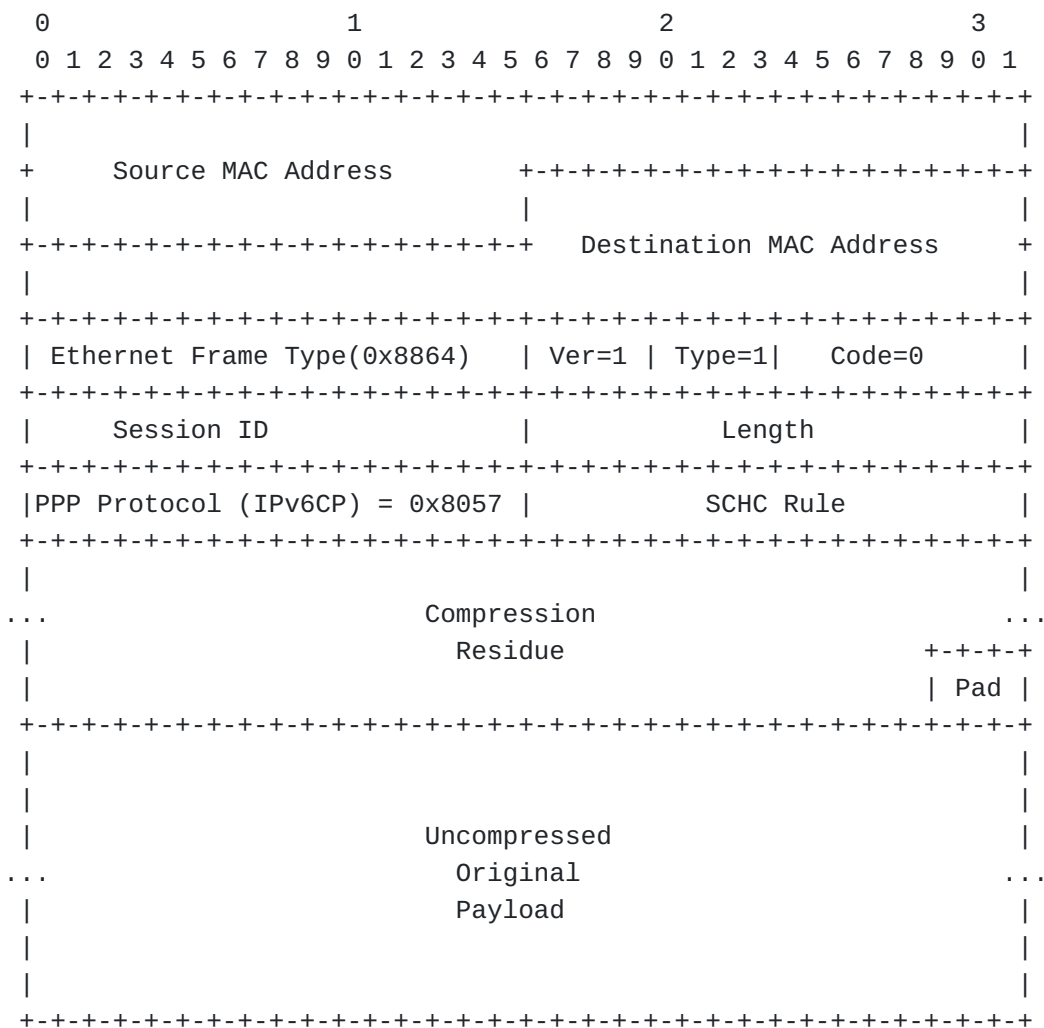 0                   1                   2                   3
  0 1 2 3 4 5 6 7 8 9 0 1 2 3 4 5 6 7 8 9 0 1 2 3 4 5 6 7 8 9 0 1
 +-+-+-+-+-+-+-+-+-+-+-+-+-+-+-+-+-+-+-+-+-+-+-+-+-+-+-+-+-+-+-+-+
 |                                                               |
 +     Source MAC Address        +-+-+-+-+-+-+-+-+-+-+-+-+-+-+-+-+
 |                               |                               |
 +-+-+-+-+-+-+-+-+-+-+-+-+-+-+-+-+   Destination MAC Address     +
 |                                                               |
 +-+-+-+-+-+-+-+-+-+-+-+-+-+-+-+-+-+-+-+-+-+-+-+-+-+-+-+-+-+-+-+-+
 | Ethernet Frame Type(0x8864)   | Ver=1 | Type=1|   Code=0      |
 +-+-+-+-+-+-+-+-+-+-+-+-+-+-+-+-+-+-+-+-+-+-+-+-+-+-+-+-+-+-+-+-+
 |     Session ID                |            Length             |
 +-+-+-+-+-+-+-+-+-+-+-+-+-+-+-+-+-+-+-+-+-+-+-+-+-+-+-+-+-+-+-+-+
 |PPP Protocol (IPv6CP) = 0x8057 |           SCHC Rule           |
 +-+-+-+-+-+-+-+-+-+-+-+-+-+-+-+-+-+-+-+-+-+-+-+-+-+-+-+-+-+-+-+-+
 |                                                               |
...                        Compression                          ...
 |                           Residue                       +-+-+-+
 |                                                         | Pad |
 +-+-+-+-+-+-+-+-+-+-+-+-+-+-+-+-+-+-+-+-+-+-+-+-+-+-+-+-+-+-+-+-+
 |                                                               |
 |                                                               |
 |                         Uncompressed                          |
...                          Original                           ...
 |                           Payload                             |
 |                                                               |
 |                                                               |
 +-+-+-+-+-+-+-+-+-+-+-+-+-+-+-+-+-+-+-+-+-+-+-+-+-+-+-+-+-+-+-+-+